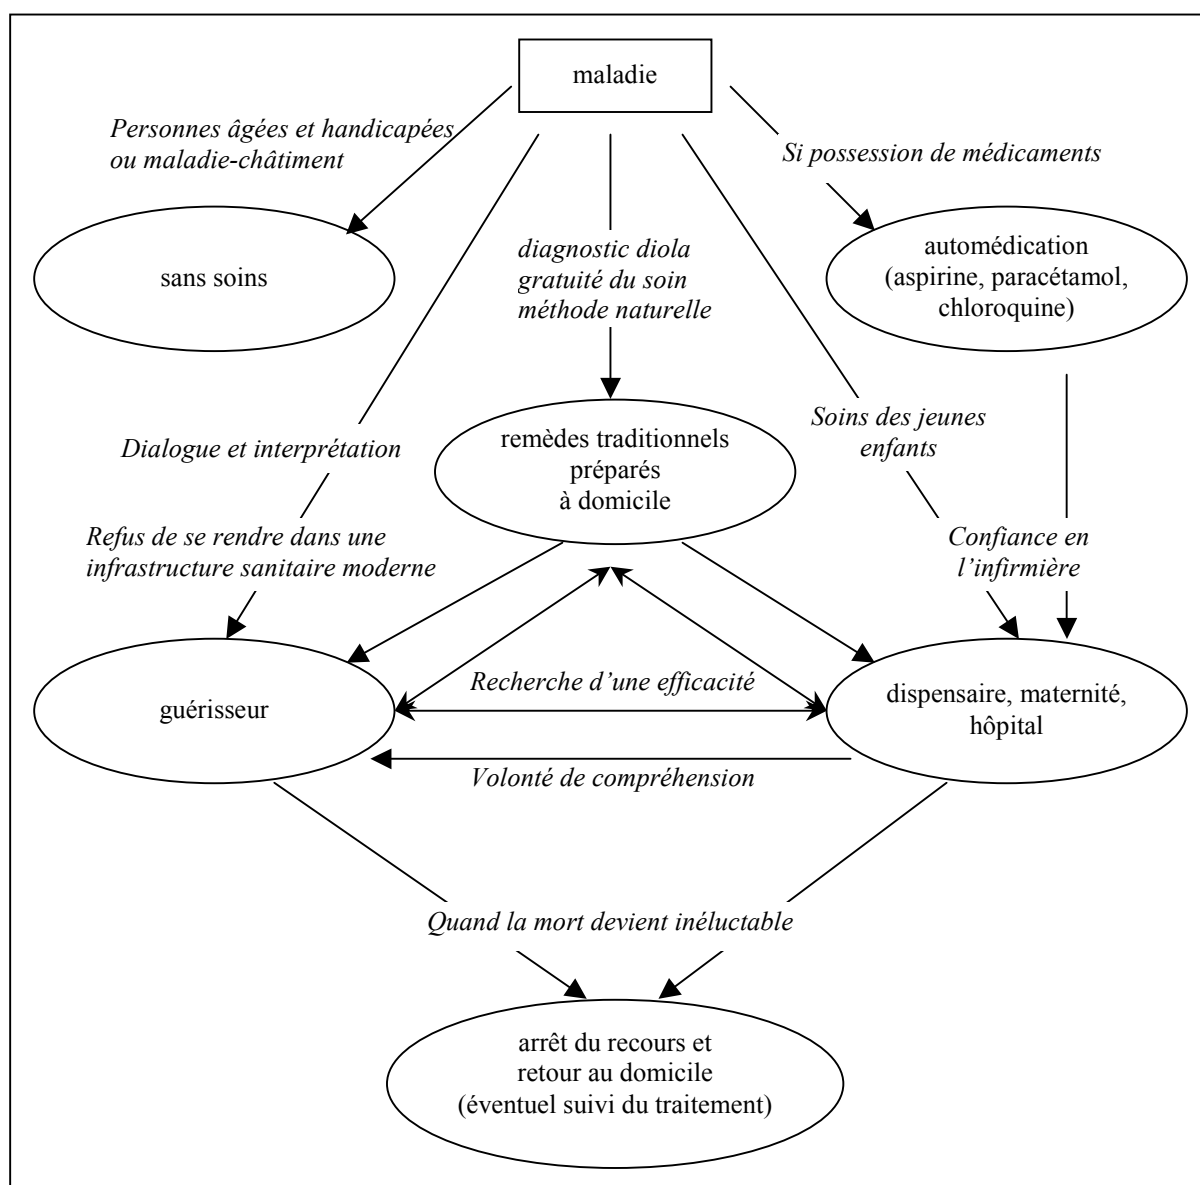 maladie
Personnes âgées et handicapées
ou maladie-châtiment
Si possession de médicaments
sans soins
diagnostic diola
gratuité du soin
méthode naturelle
automédication
(aspirine, paracétamol,
chloroquine)
Dialogue et interprétation
remèdes traditionnels
préparés
à domicile
Soins des jeunes
enfants
Refus de se rendre dans une
infrastructure sanitaire moderne
Confiance en
l’infirmière
guérisseur
Recherche d’une efficacité
dispensaire, maternité,
hôpital
Volonté de compréhension
Quand la mort devient inéluctable
arrêt du recours et
retour au domicile
(éventuel suivi du traitement)